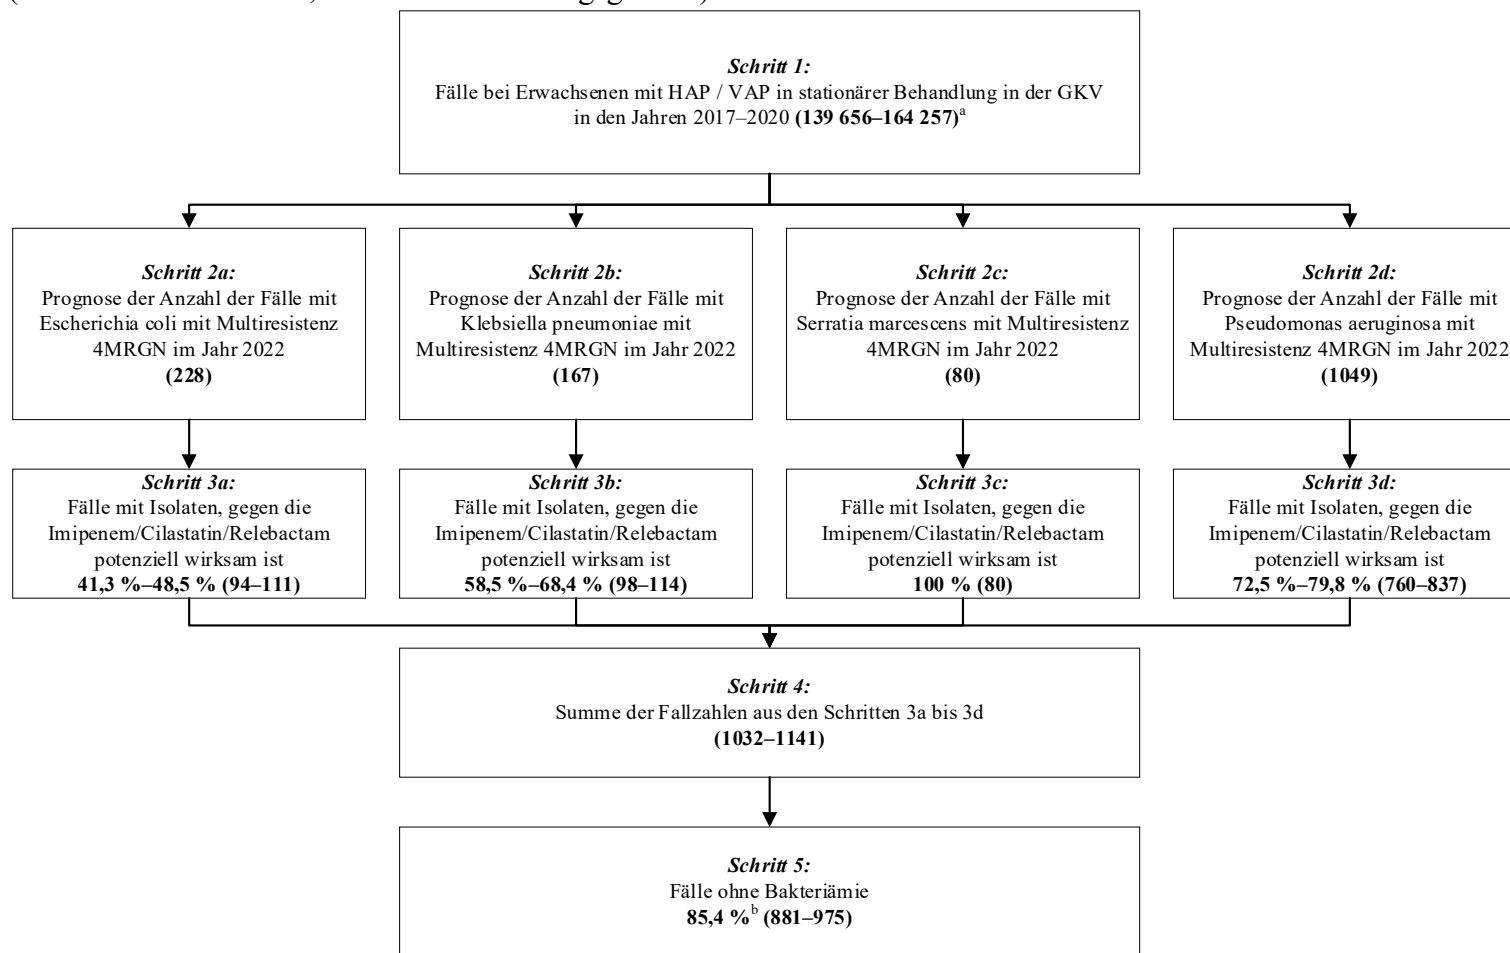 Schritt 1:
Fälle bei Erwachsenen mit HAP / VAP in stationärer Behandlung in der GKV
in den Jahren 2017–2020 (139 656–164 257)a
Schritt 2a:
Prognose der Anzahl der Fälle mit
Escherichia coli mit Multiresistenz
4MRGN im Jahr 2022
(228)
Schritt 2b:
Prognose der Anzahl der Fälle mit
Klebsiella pneumoniae mit
Multiresistenz 4MRGN im Jahr 2022
(167)
Schritt 2c:
Prognose der Anzahl der Fälle mit
Serratia marcescens mit Multiresistenz
4MRGN im Jahr 2022
(80)
Schritt 2d:
Prognose der Anzahl der Fälle mit
Pseudomonas aeruginosa mit
Multiresistenz 4MRGN im Jahr 2022
(1049)
Schritt 3a:
Fälle mit Isolaten, gegen die
Imipenem/Cilastatin/Relebactam
potenziell wirksam ist
41,3 %–48,5 % (94–111)
Schritt 3b:
Fälle mit Isolaten, gegen die
Imipenem/Cilastatin/Relebactam
potenziell wirksam ist
58,5 %–68,4 % (98–114)
Schritt 3c:
Fälle mit Isolaten, gegen die
Imipenem/Cilastatin/Relebactam
potenziell wirksam ist
100 % (80)
Schritt 3d:
Fälle mit Isolaten, gegen die
Imipenem/Cilastatin/Relebactam
potenziell wirksam ist
72,5 %–79,8 % (760–837)
Schritt 4:
Summe der Fallzahlen aus den Schritten 3a bis 3d
(1032–1141)
Schritt 5:
Fälle ohne Bakteriämie
85,4 %b (881–975)